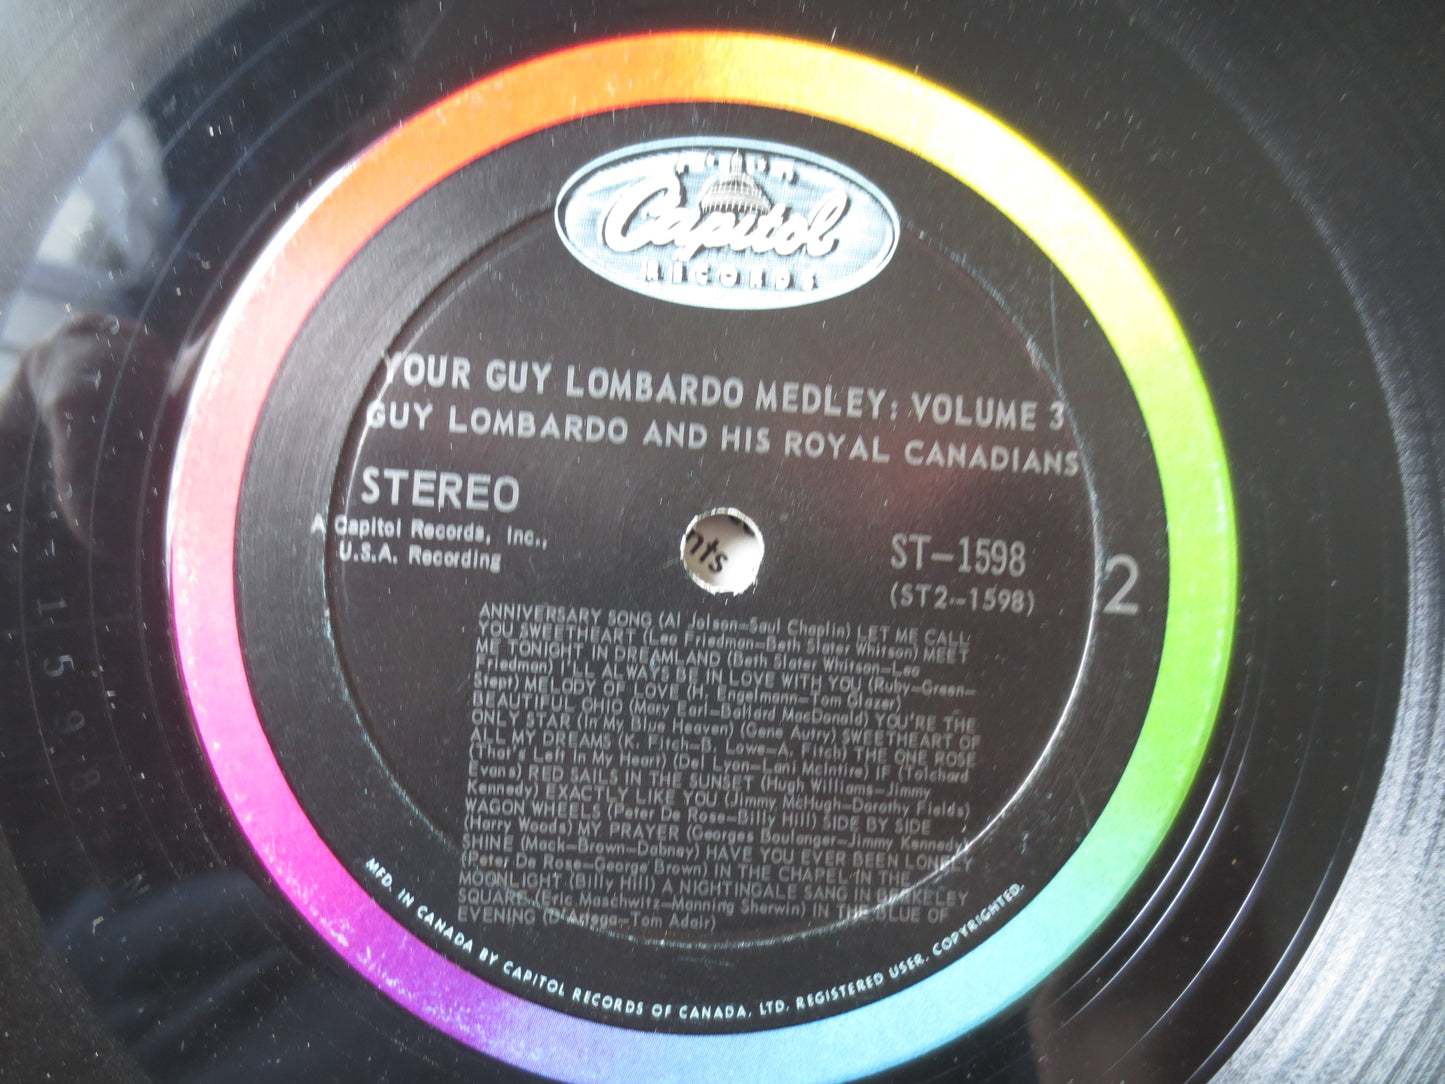 Capitol
RECORDS
YOUR GUY LOMBARDO MEDLEY: VOLUME 3
GUY LOMBARDO AND HIS ROYAL CANADIANS
STEREO
A Capitol Records, Inc.,
U.S.A. Recording
nts
ST-1598
(ST2--1598)
2
ANNIVERSARY SONG (Al Jolson-Saul Chaplin) LET ME CALL
YOU SWEETHEART (Leo Friedman-Beth Slater Whitson) MEET
ME TONIGHT IN DREAMLAND (Beth Slater Whitson-Leo
Friedman) I'LL ALWAYS BE IN LOVE WITH YOU (Ruby-Green-
Stept) MELODY OF LOVE (H. Engelmann-Tom Glazer)
BEAUTIFUL OHIO (Mary Earl-Ballard MacDonald) YOU'RE THE
ONLY STAR (In My Blue Heaven) (Gene Autry) SWEETHEART OF
ALL MY DREAMS (K. Fitch-B. Lowe-A. Fitch) THE ONE ROSE
(That's Left In My Heart) (Del Lyon-Lani McIntire) IF (Tolchard
Evans) RED SAILS IN THE SUNSET (Hugh Williams-Jimmy
Kennedy) EXACTLY LIKE YOU (Jimmy McHugh-Dorothy Fields)
WAGON WHEELS (Peter De Rose-Billy Hill) SIDE BY SIDE
(Harry Woods) MY PRAYER (Georges Boulanger-Jimmy Kennedy)
SHINE (Mack-Brown-Dabney) HAVE YOU EVER BEEN LONELY
(Peter De Rose-George Brown) IN THE CHAPEL IN THE
MOONLIGHT (Billy Hill) A NIGHTINGALE SANG IN BERKELEY
SQUARE (Eric Maschwitz-Manning Sherwin) IN THE BLUE OF
EVENING (D'Artega-Tom Adair)
MFD. IN CANADA BY CAPITOL RECORDS OF CANADA, LTD. REGISTERED USER. COPYRIGHTED.